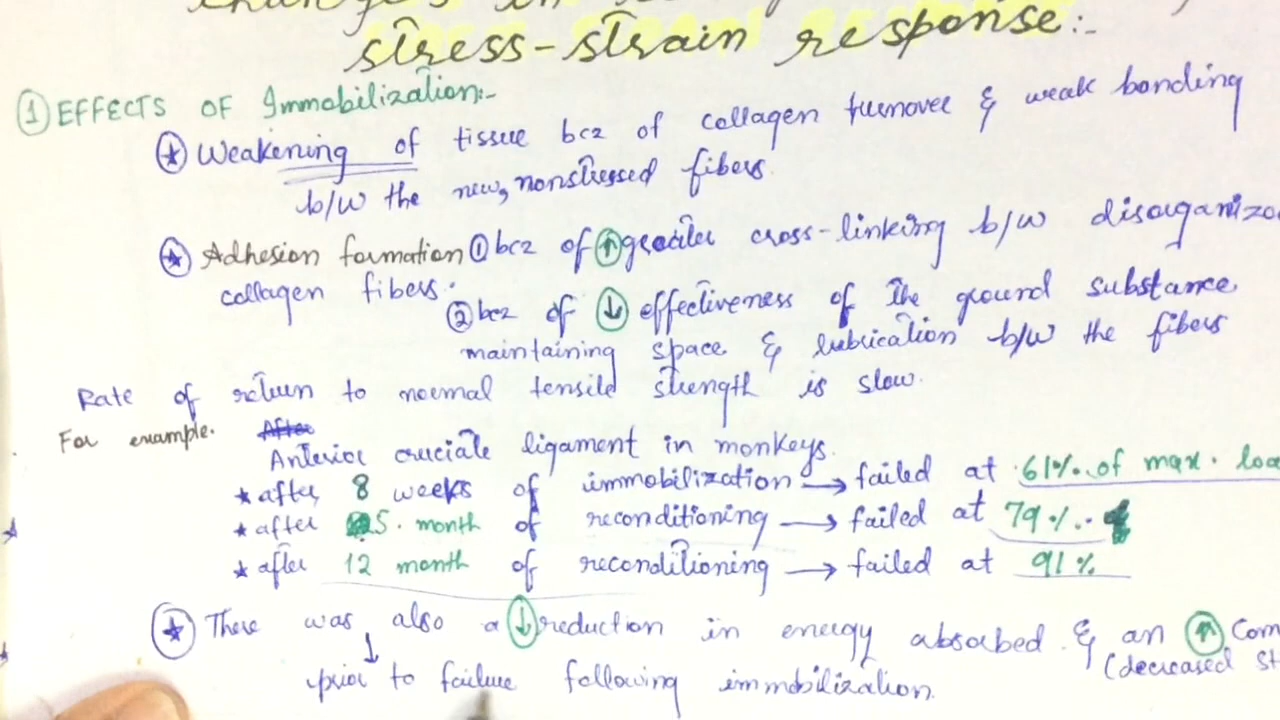 changes in
stress-strain response:-
① EFFECTS OF Immobilization:-
Weakening of tissue bcz of collagen turnover & weak bonding
b/w the new, nonstressed fibers.
Adhesion formation ① bcz of ↑ greater cross-linking b/w disorganize
collagen fibers.
② bcz of ↓ effectiveness of the ground substance
maintaining space & lubrication b/w the fibers
Rate of return to normal tensile strength is slow.
For example.
Anterior cruciate ligament in monkeys.
★ after 8 weeks of immobilization → failed at 61% of max. loa
★ after 5 month of reconditioning → failed at 79%.
★ after 12 month of reconditioning → failed at 91%
There was also a ↓ reduction in energy absorbed & an ↑ Com
(decreased St
prior to failure following immobilization.